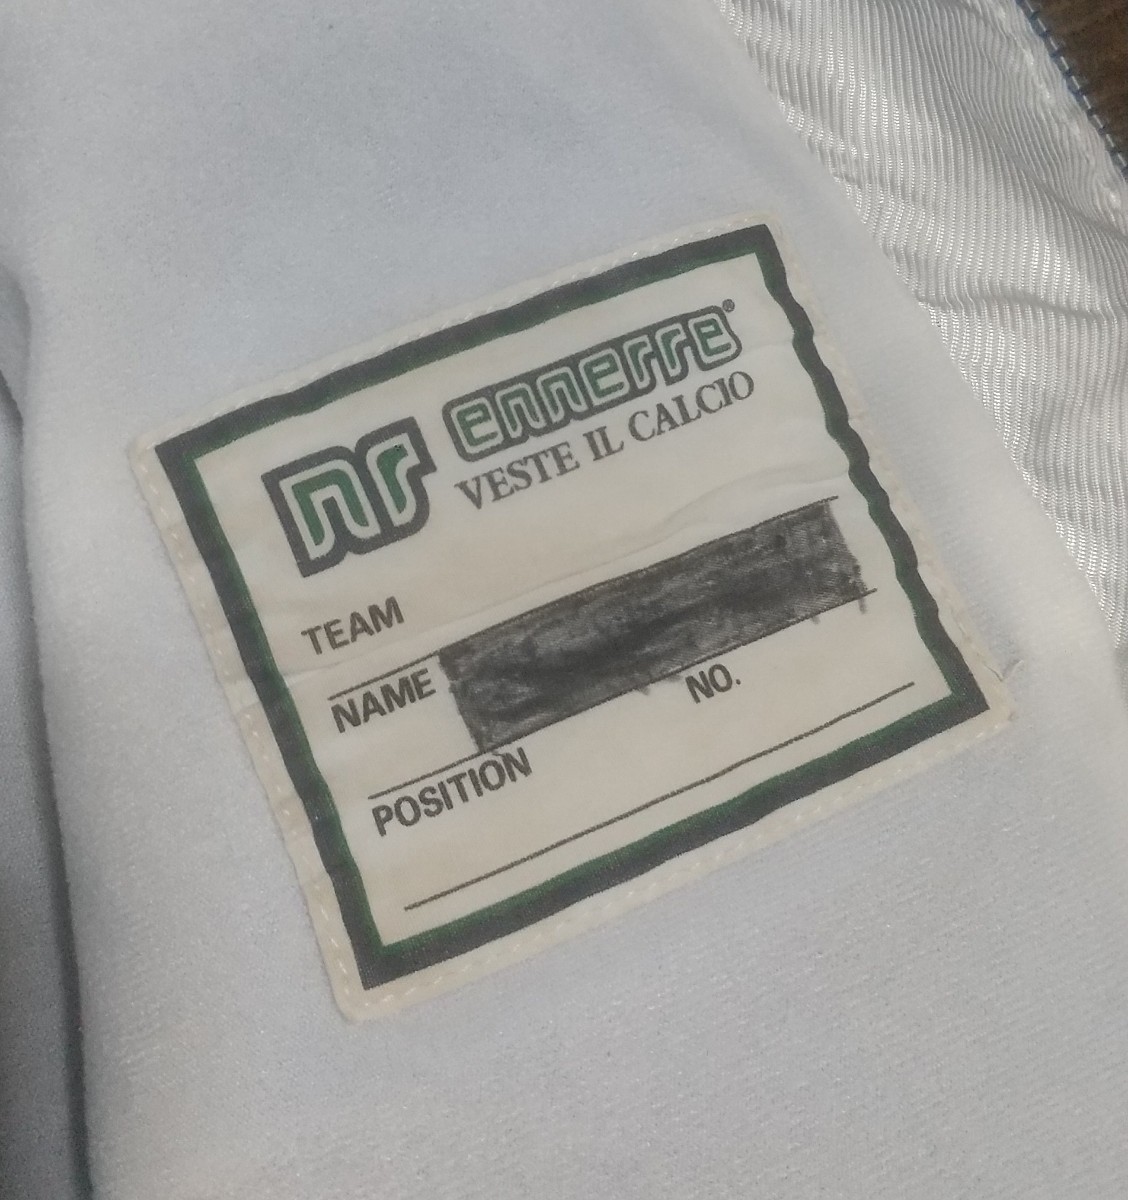 nr ennerre®
VESTE IL CALCIO
TEAM
NAME
NO.
POSITION